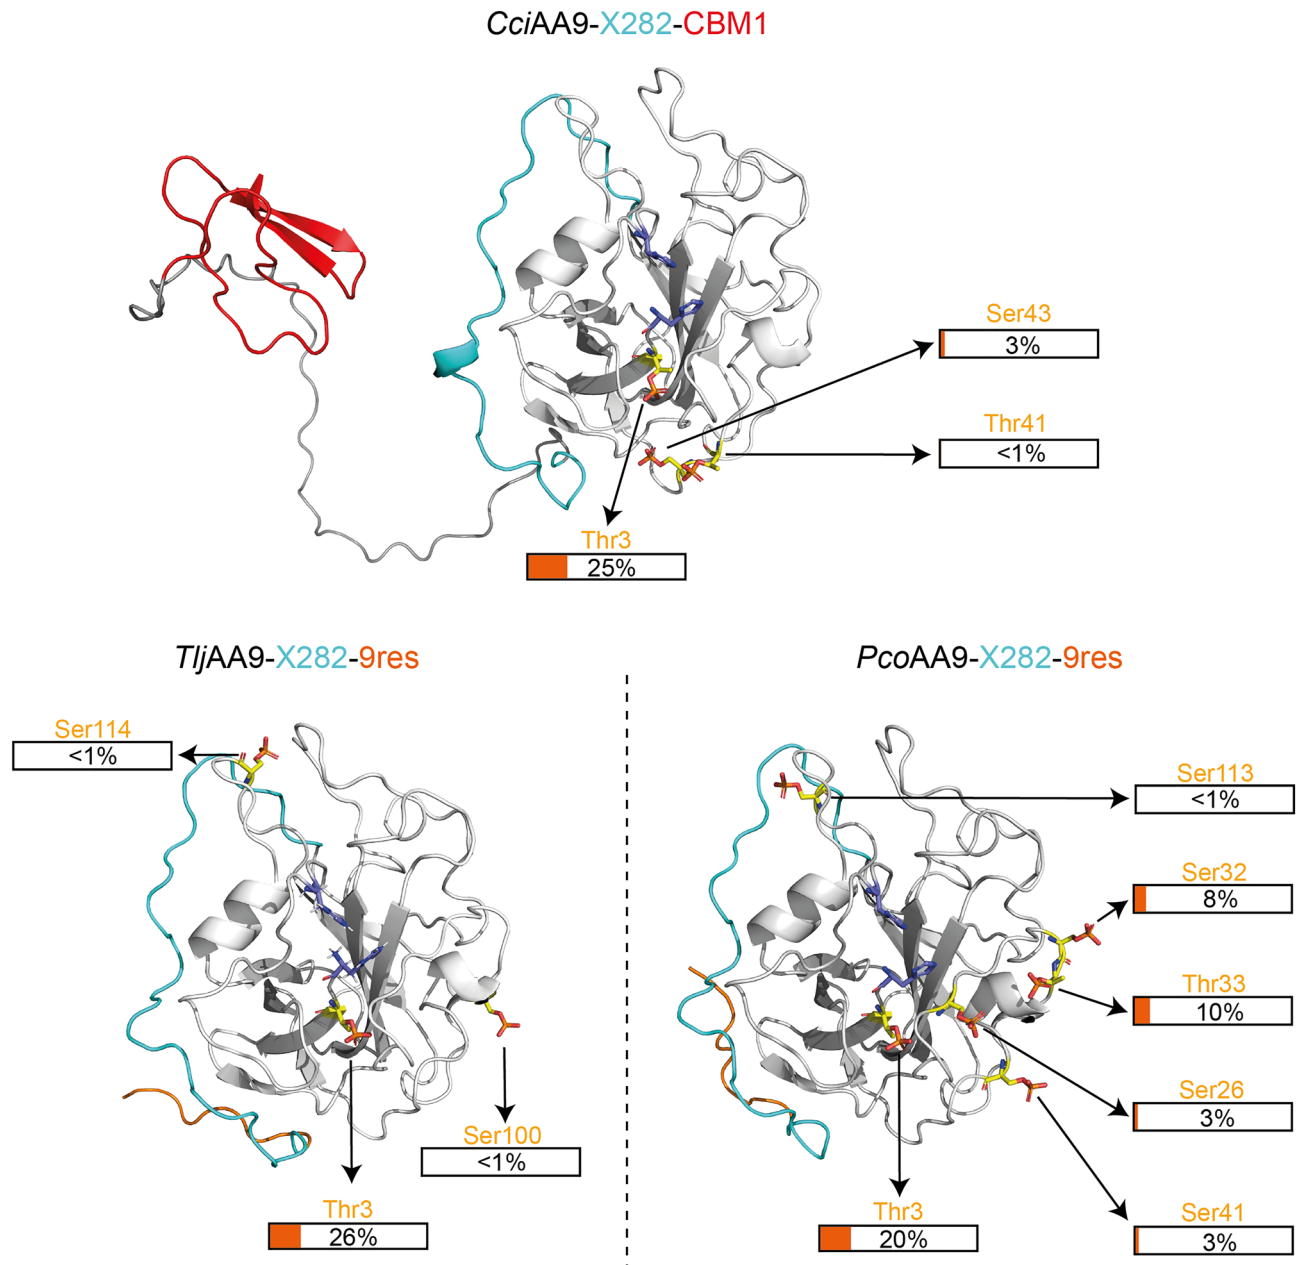 CciAA9-X282-CBM1
Ser43
3%
Thr41
<1%
Thr3
25%
TljAA9-X282-9res
Ser114
<1%
Ser100
<1%
Thr3
26%
PcoAA9-X282-9res
Ser113
<1%
Ser32
8%
Thr33
10%
Ser26
3%
Thr3
20%
Ser41
3%